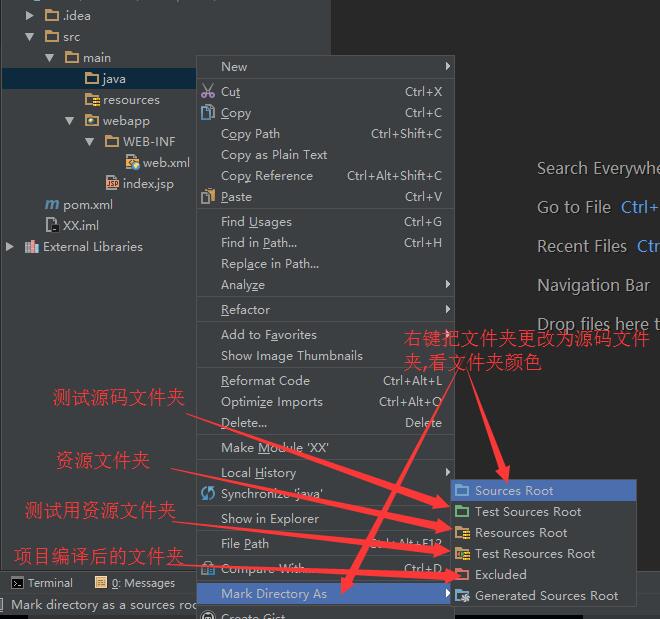 .idea
src
main
java
resources
webapp
WEB-INF
web.xml
index.jsp
pom.xml
XX.iml
External Libraries
New
Cut Ctrl+X
Copy Ctrl+C
Copy Path Ctrl+Shift+C
Copy as Plain Text
Copy Reference Ctrl+Alt+Shift+C
Paste Ctrl+V
Find Usages Ctrl+G
Find in Path... Ctrl+H
Replace in Path...
Analyze
Refactor
Add to Favorites
Show Image Thumbnails
Reformat Code Ctrl+Alt+L
Optimize Imports Ctrl+Alt+O
Delete... Delete
Make Module 'XX'
Local History
Synchronize 'java'
Show in Explorer
File Path Ctrl+Alt+F12
Compare With... Ctrl+D
Mark Directory As
Create Gist...
Search Everywhe
Go to File Ctrl+
Recent Files Ctr
Navigation Bar
Drop files here t
右键把文件夹更改为源码文件
夹,看文件夹颜色
测试源码文件夹
资源文件夹
测试用资源文件夹
项目编译后的文件夹
Sources Root
Test Sources Root
Resources Root
Test Resources Root
Excluded
Generated Sources Root
Terminal
0: Messages
Mark directory as a sources roo